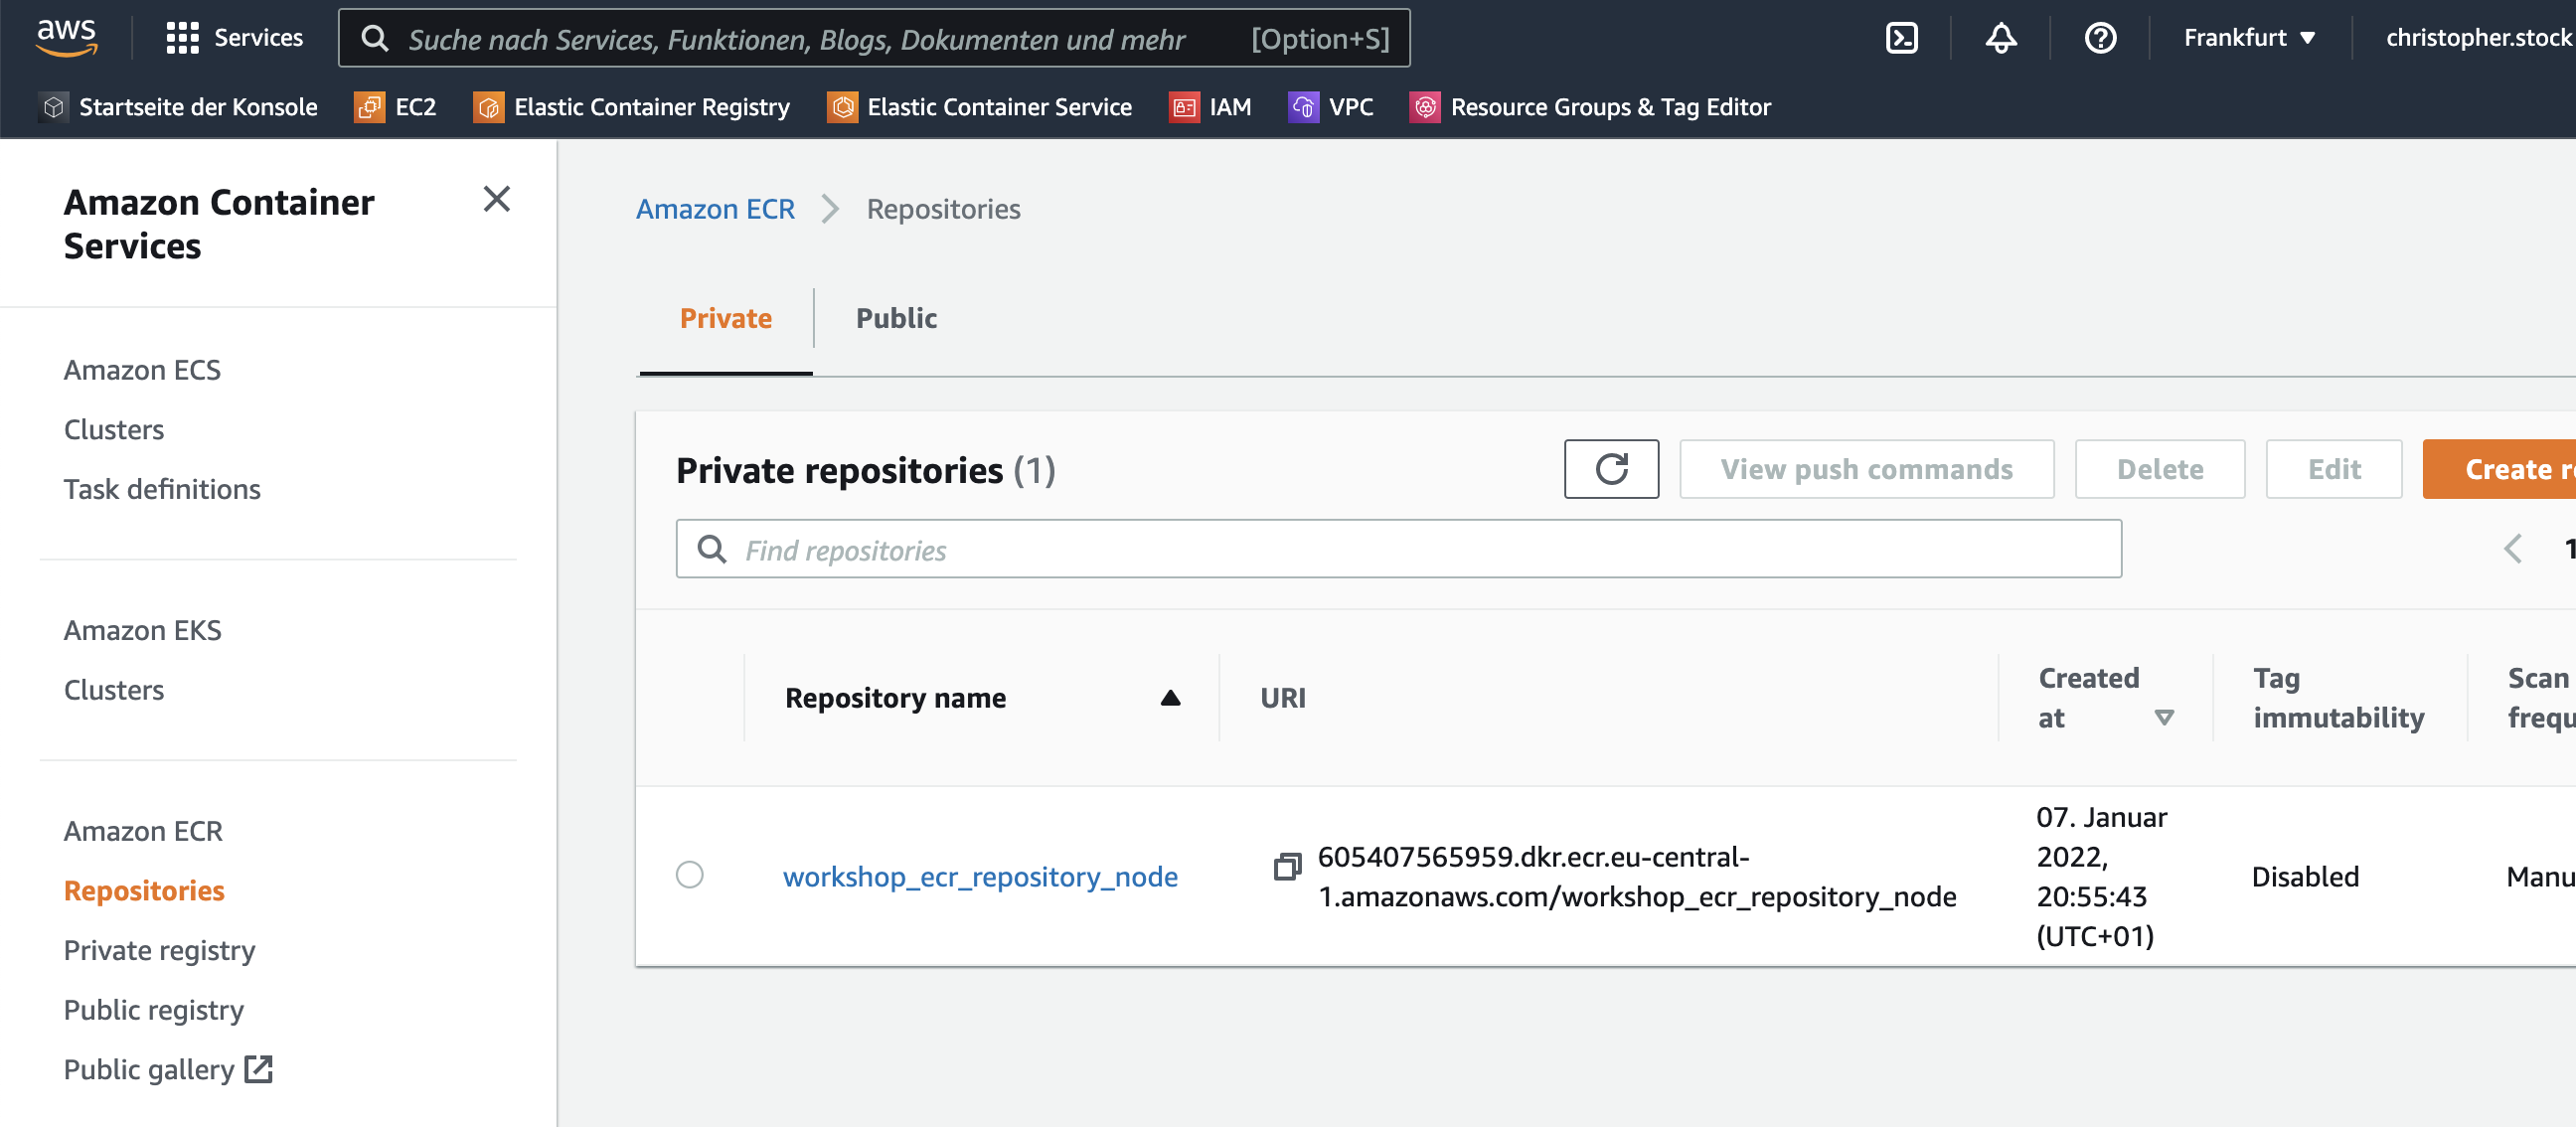 aws
Services
Suche nach Services, Funktionen, Blogs, Dokumenten und mehr [Option+S]
Frankfurt
christopher.stock
Startseite der Konsole
EC2
Elastic Container Registry
Elastic Container Service
IAM
VPC
Resource Groups & Tag Editor
Amazon Container
Services
Amazon ECS
Clusters
Task definitions
Amazon EKS
Clusters
Amazon ECR
Repositories
Private registry
Public registry
Public gallery
Amazon ECR
Repositories
Private
Public
Private repositories (1)
View push commands
Delete
Edit
Create
Find repositories
1
Repository name
URI
Created
at
Tag
immutability
Scan
workshop_ecr_repository_node
605407565959.dkr.ecr.eu-central-
1.amazonaws.com/workshop_ecr_repository_node
07. Januar
2022,
20:55:43
(UTC+01)
Disabled